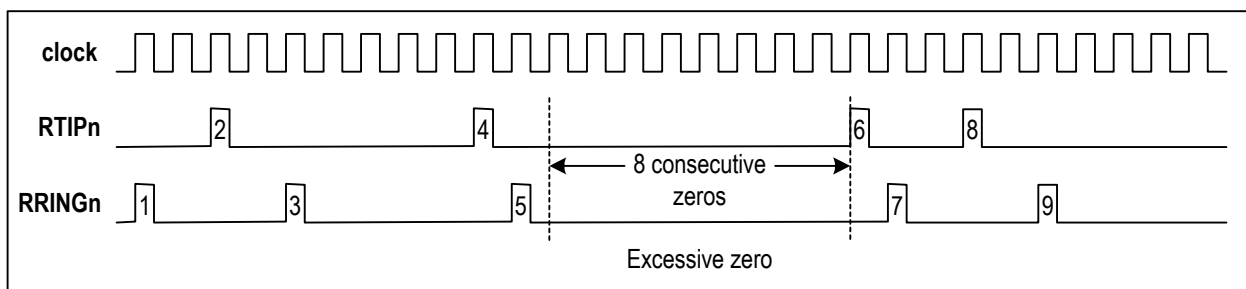 clock
RTIPn
2
4
6
8
8 consecutive
zeros
RRINGn
1
3
5
7
9
Excessive zero